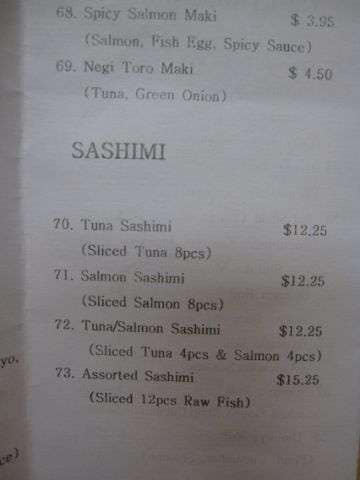 68. Spicy Salmon Maki $ 3.95
(Salmon, Fish Egg, Spicy Sauce)
69. Negi Toro Maki $ 4.50
(Tuna, Green Onion)
SASHIMI
70. Tuna Sashimi $12.25
(Sliced Tuna 8pcs)
71. Salmon Sashimi $12.25
(Sliced Salmon 8pcs)
72. Tuna/Salmon Sashimi $12.25
(Sliced Tuna 4pcs & Salmon 4pcs)
yo,
73. Assorted Sashimi $15.25
(Sliced 12pcs Raw Fish)
ce)